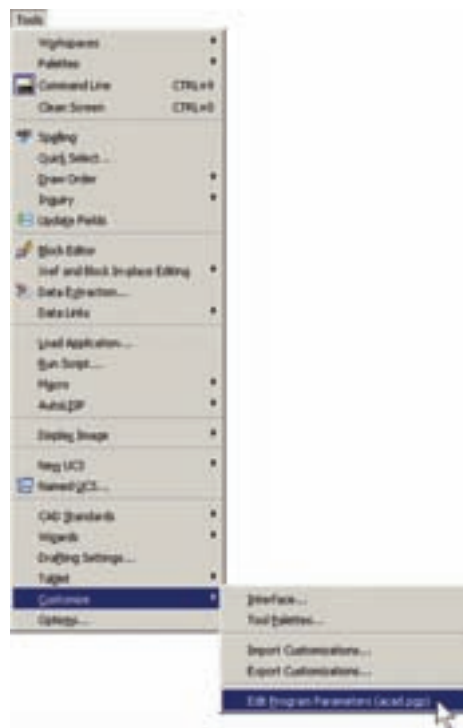 Tools
Workspaces
Palettes
Command Line CTRL+9
Clean Screen CTRL+0
Spelling
Quick Select...
Draw Order
Inquiry
Update Fields
Block Editor
Xref and Block In-place Editing
Data Extraction...
Data Links
Load Application...
Run Script...
Macro
AutoLISP
Display Image
New UCS
Named UCS...
CAD Standards
Wizards
Drafting Settings...
Tablet
Customize
Options...
Interface...
Tool Palettes...
Import Customizations...
Export Customizations...
Edit Program Parameters (acad.pgp)